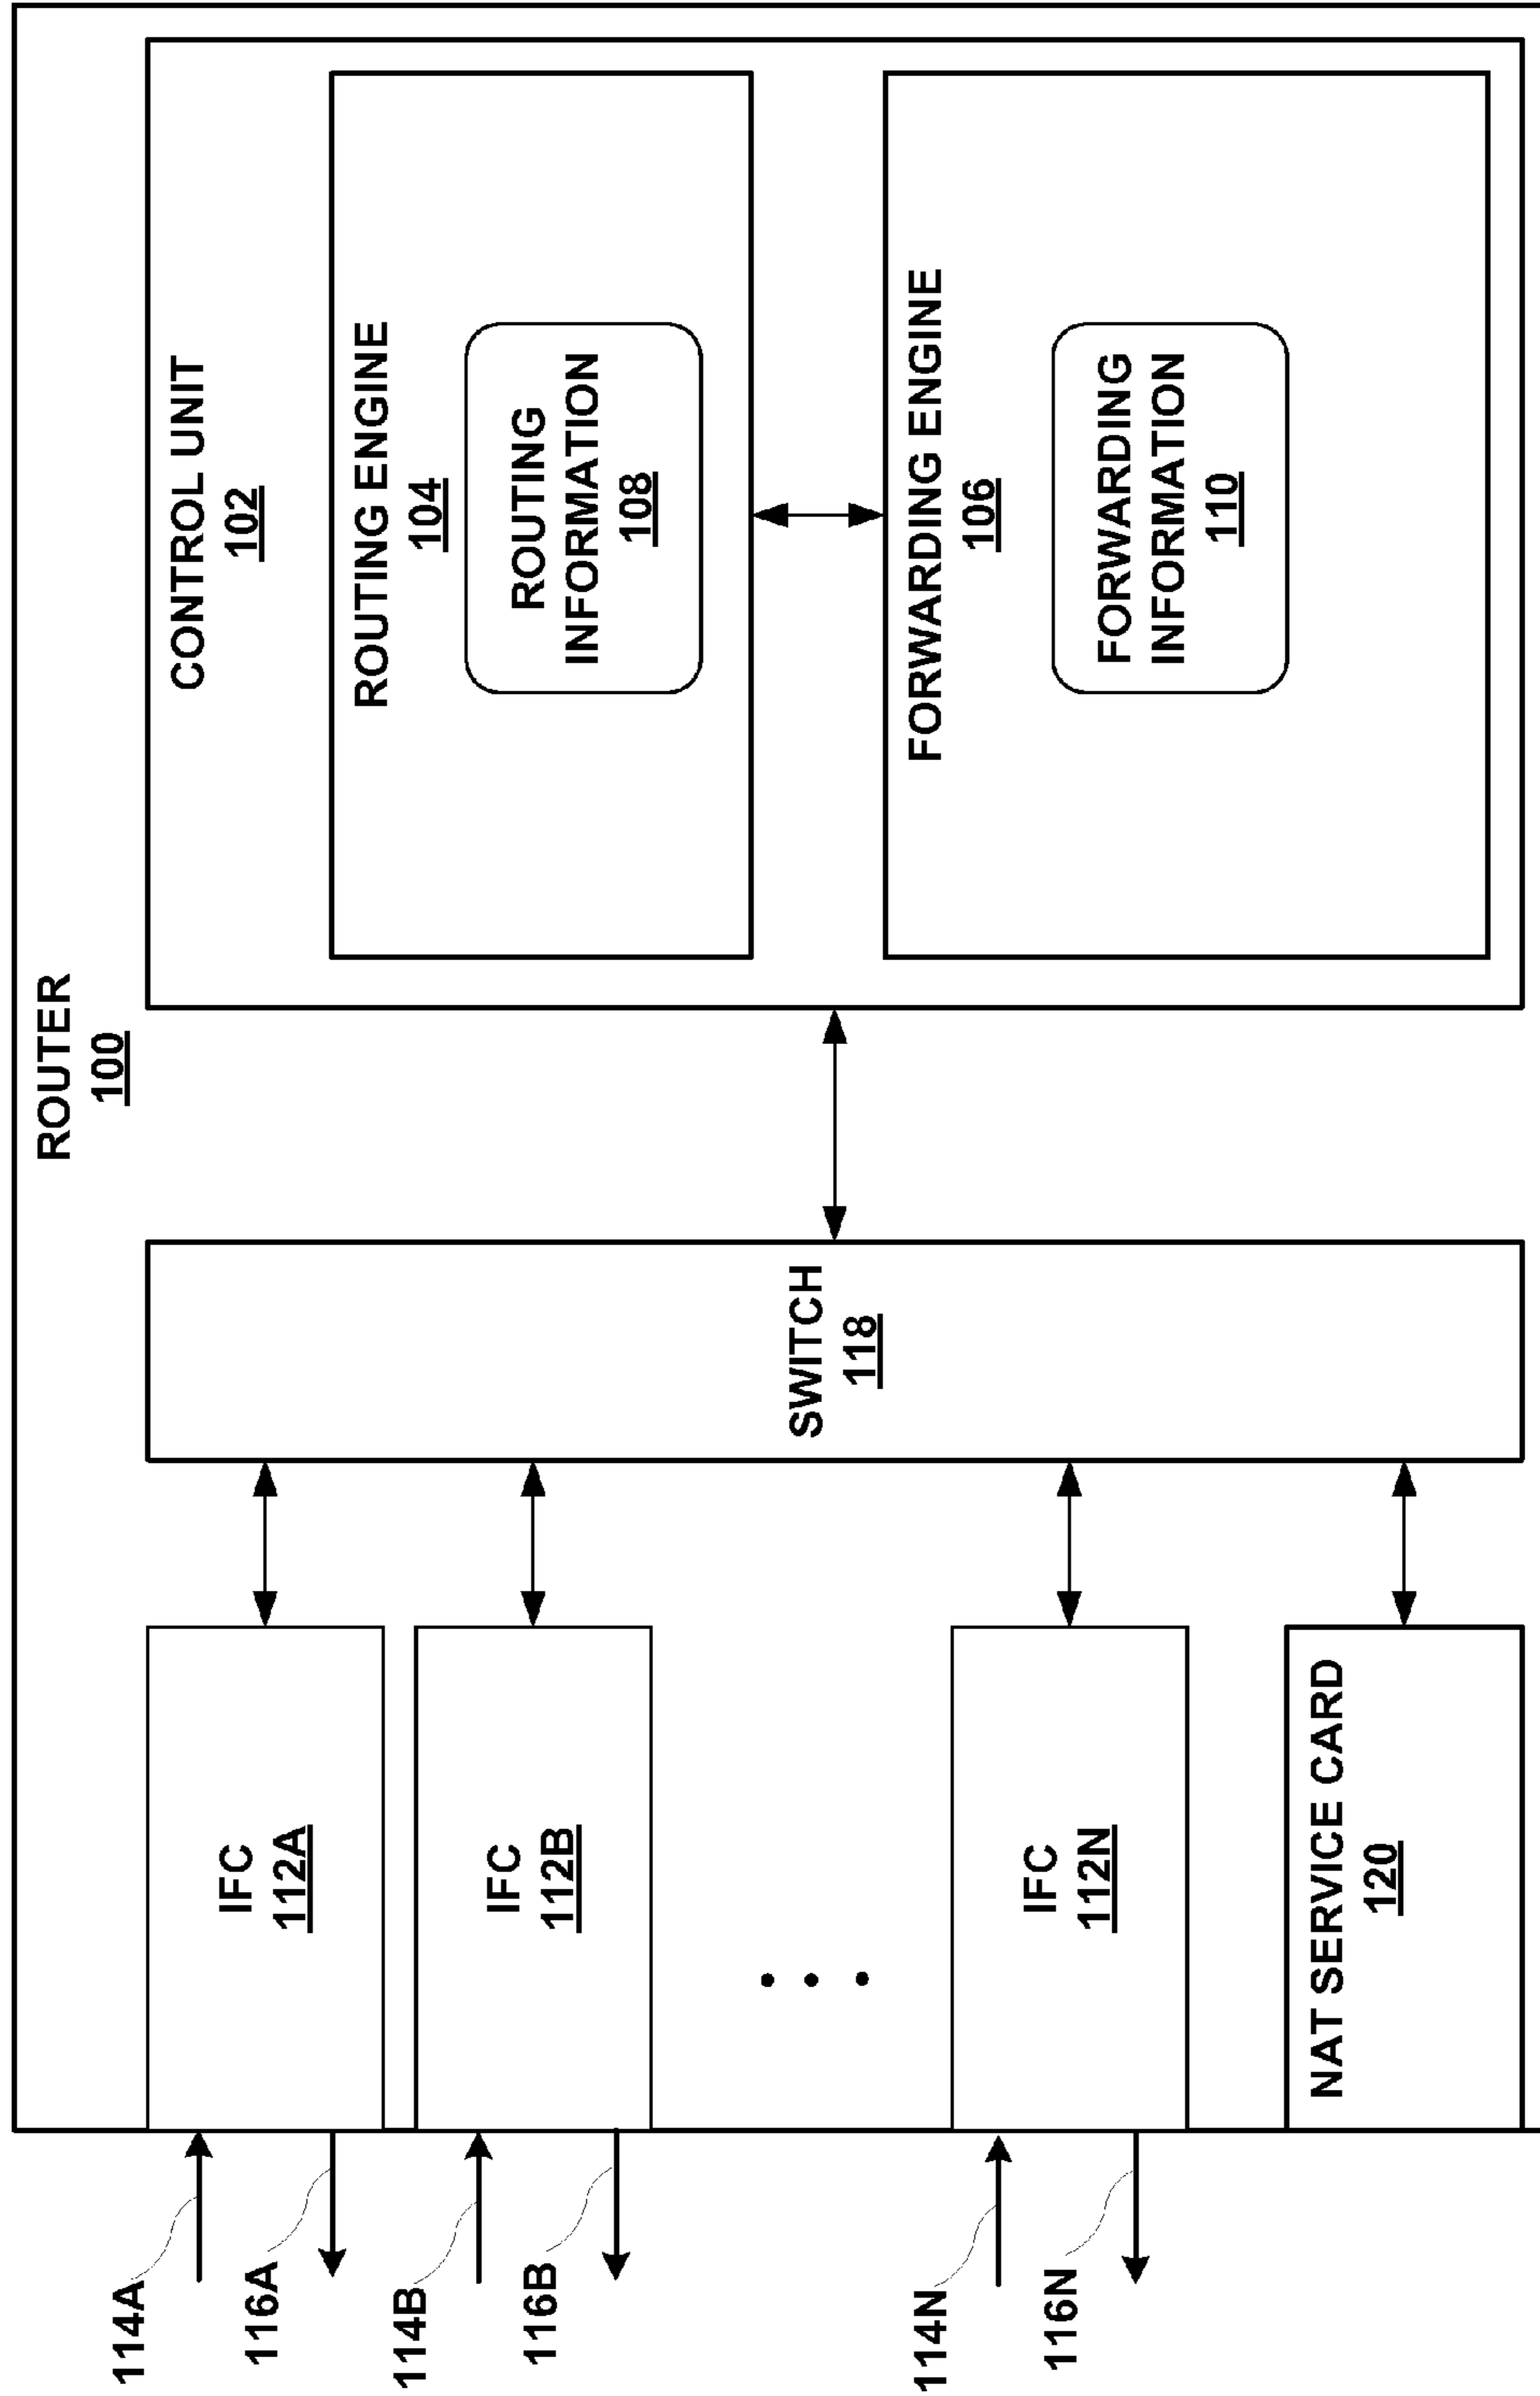 ROUTER
100
114A
116A
114B
116B
114N
116N
IFC
112A
IFC
112B
. . .
IFC
112N
NAT SERVICE CARD
120
SWITCH
118
CONTROL UNIT
102
ROUTING ENGINE
104
ROUTING
INFORMATION
108
FORWARDING ENGINE
106
FORWARDING
INFORMATION
110